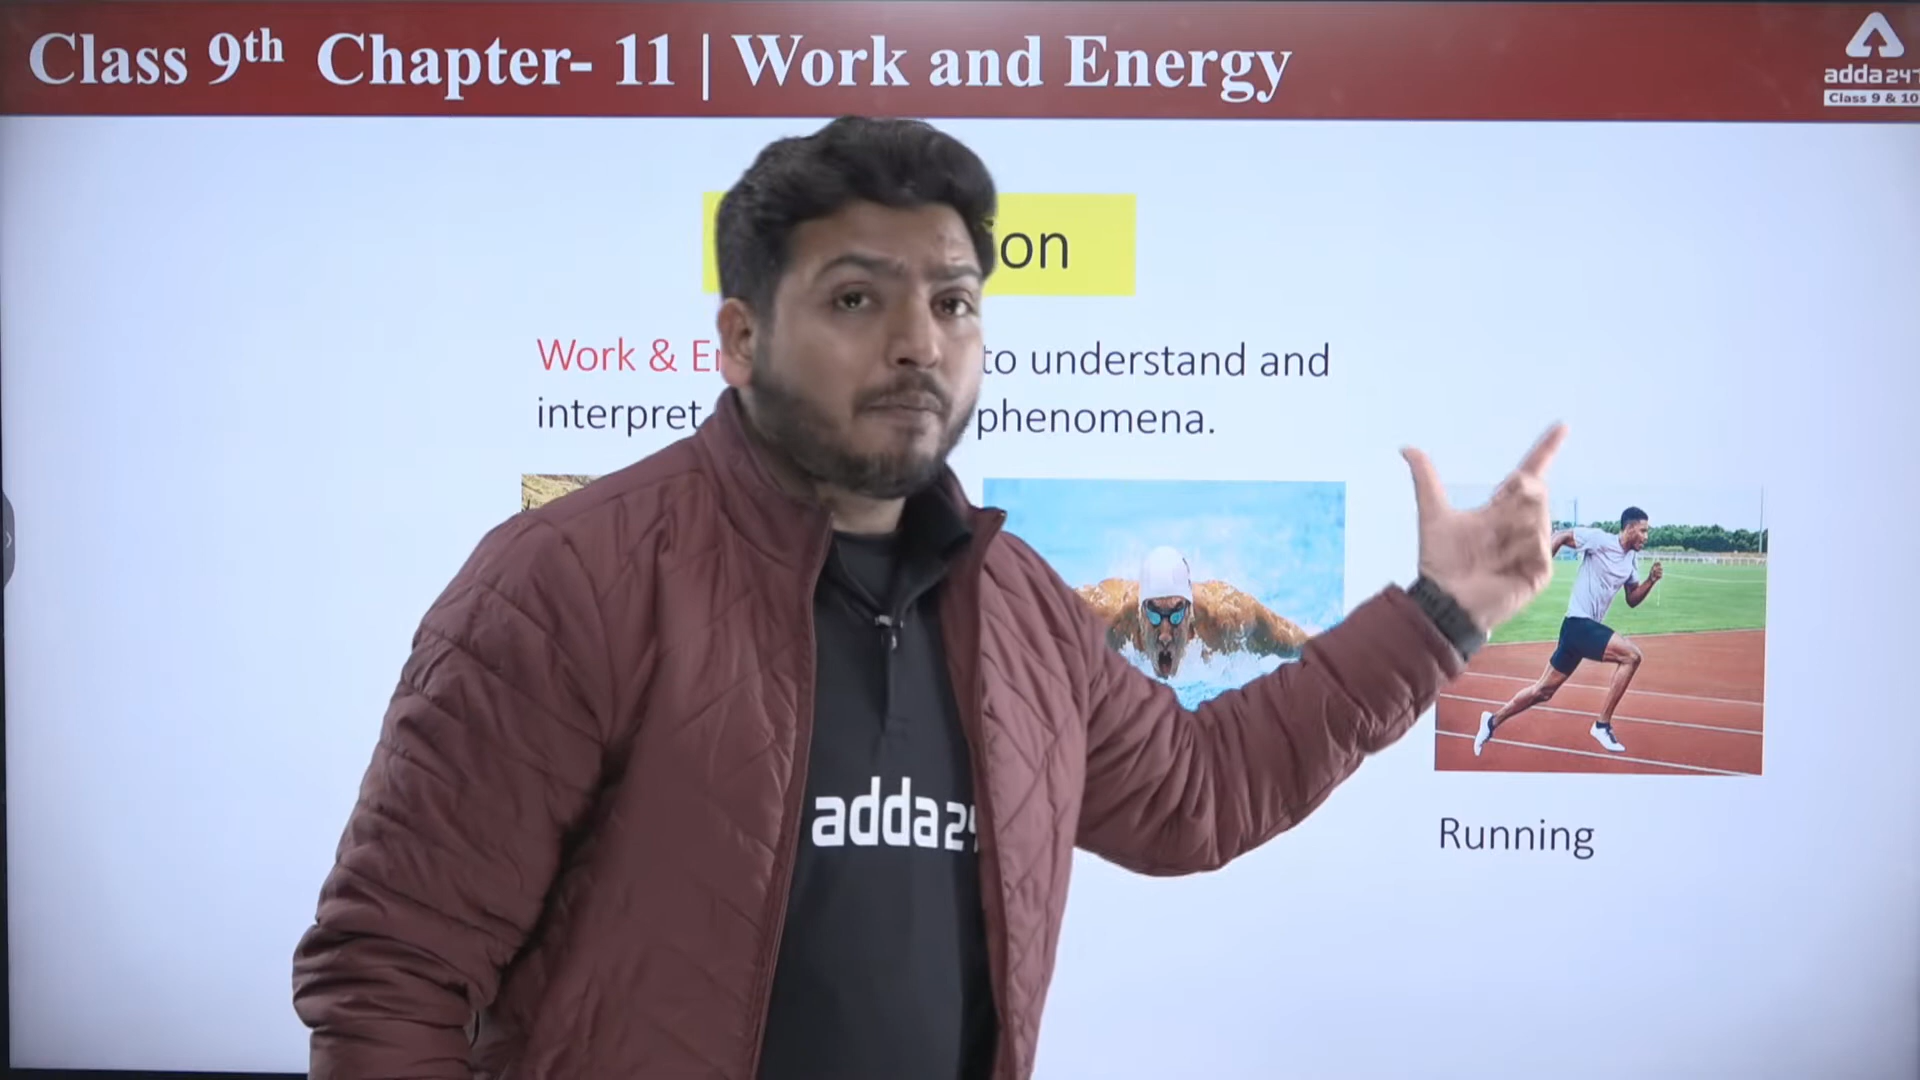 Class 9th Chapter- 11 | Work and Energy
adda247
Class 9 & 10
on
Work & E
to understand and
interpret
phenomena.
adda24
Running